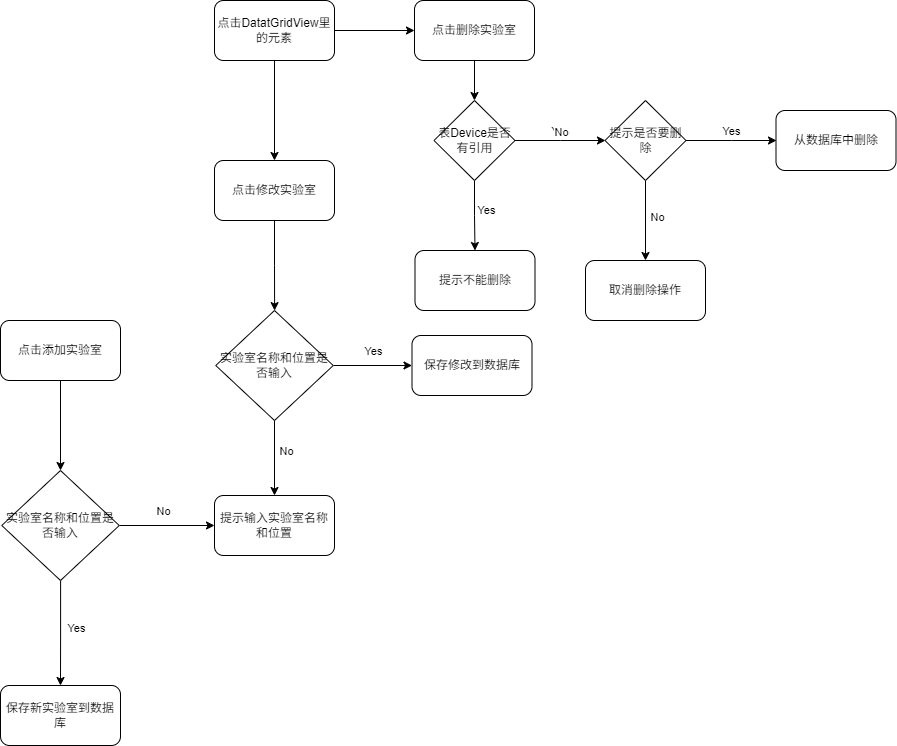 点击DatatGridView里
的元素
点击删除实验室
表Device是否
有引用
`No
提示是否要删
除
Yes
从数据库中删除
点击修改实验室
Yes
No
提示不能删除
取消删除操作
点击添加实验室
实验室名称和位置是
否输入
Yes
保存修改到数据库
No
实验室名称和位置是
否输入
No
提示输入实验室名称
和位置
Yes
保存新实验室到数据
库